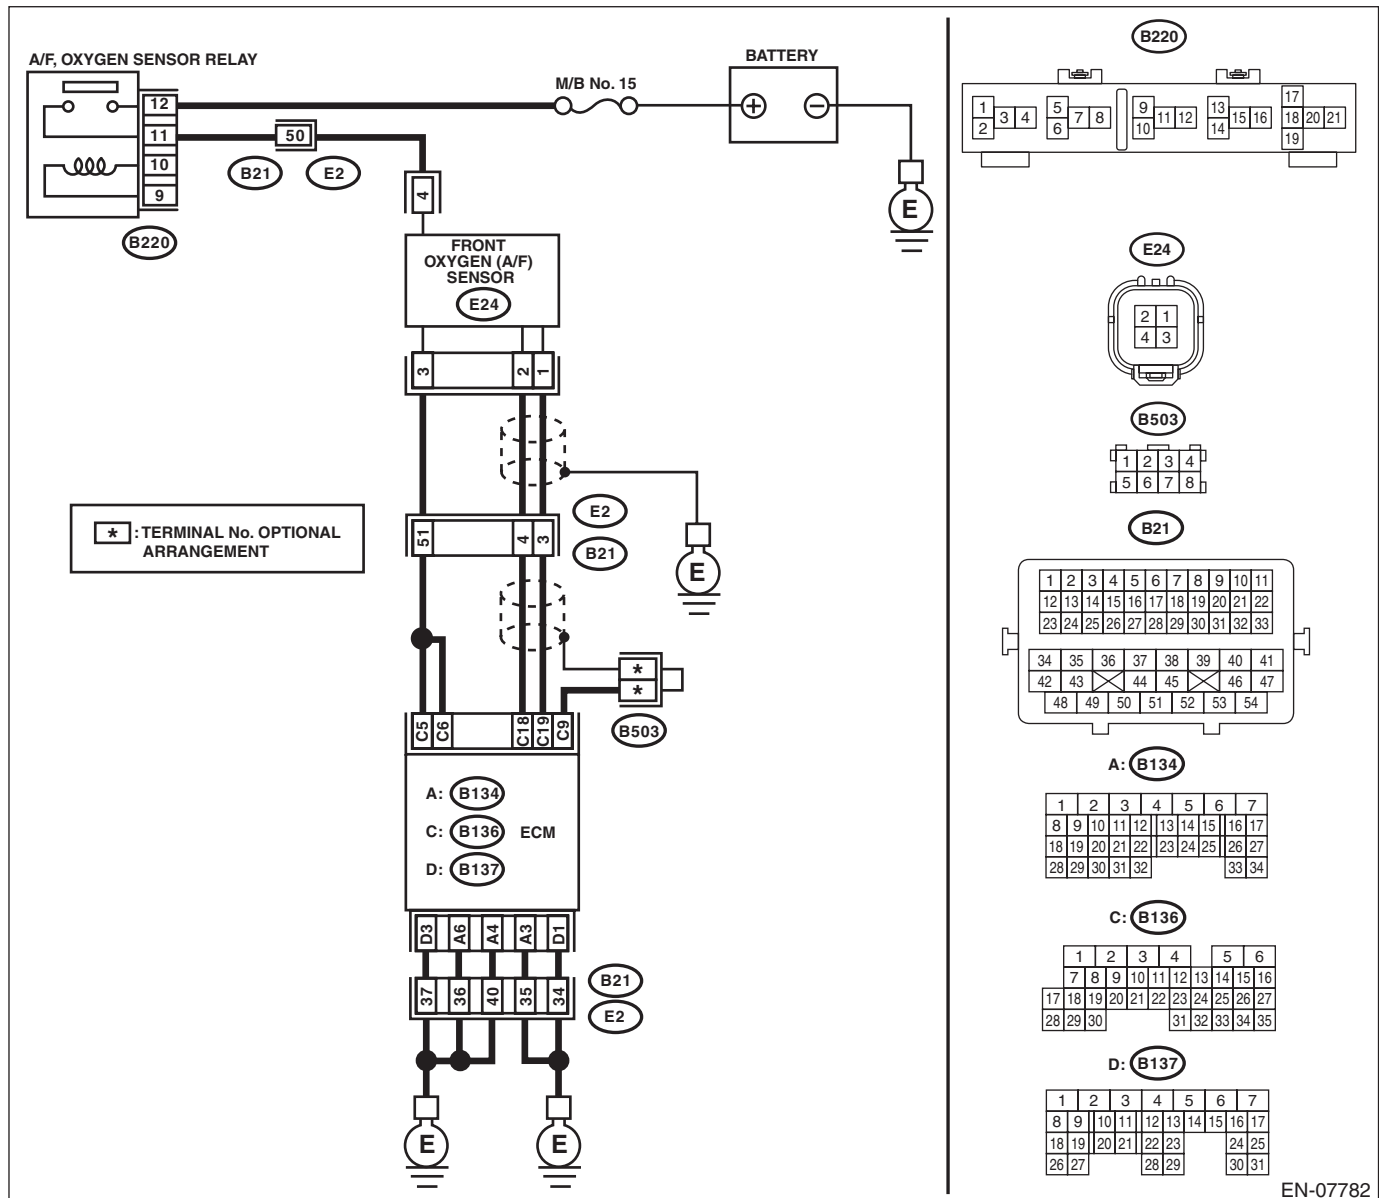 A/F, OXYGEN SENSOR RELAY
12
11
10
9
B220
50
B21
E2
M/B No. 15
BATTERY
+
−
E
4
FRONT
OXYGEN (A/F)
SENSOR
E24
3
2
1
E2
B21
51
4
3
E
* : TERMINAL No. OPTIONAL
ARRANGEMENT
*
*
B503
C5
C6
C18
C19
C9
A: B134
C: B136 ECM
D: B137
D3
A6
A4
A3
D1
37
36
40
35
34
B21
E2
E
E
B220
1 3 4 5 7 8 9 11 12 13 15 16 17 18 20 21
2 6 10 14 19
E24
2 1
4 3
B503
1 2 3 4
5 6 7 8
B21
1 2 3 4 5 6 7 8 9 10 11
12 13 14 15 16 17 18 19 20 21 22
23 24 25 26 27 28 29 30 31 32 33
34 35 36 37 38 39 40 41
42 43 44 45 46 47
48 49 50 51 52 53 54
A: B134
1 2 3 4 5 6 7
8 9 10 11 12 13 14 15 16 17
18 19 20 21 22 23 24 25 26 27
28 29 30 31 32 33 34
C: B136
1 2 3 4 5 6
7 8 9 10 11 12 13 14 15 16
17 18 19 20 21 22 23 24 25 26 27
28 29 30 31 32 33 34 35
D: B137
1 2 3 4 5 6 7
8 9 10 11 12 13 14 15 16 17
18 19 20 21 22 23 24 25
26 27 28 29 30 31
EN-07782